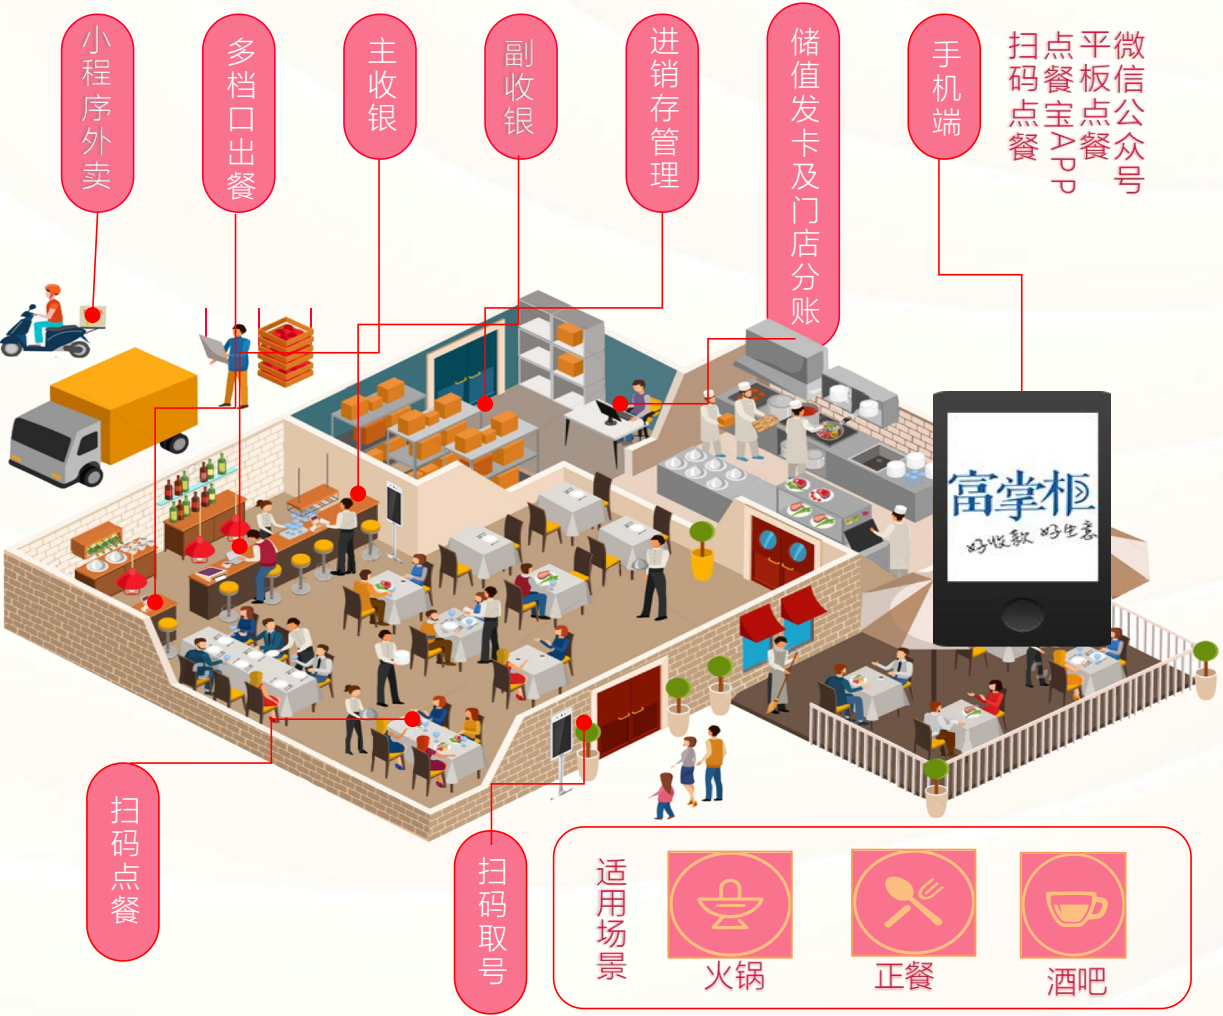 小程序外卖
多档口出餐
主收银
副收银
进销存管理
储值发卡及门店分账
手机端
微信公众号
平板点餐
点餐宝APP
扫码点餐
富掌柜
好收款 好生意
扫码点餐
扫码取号
适用场景
火锅
正餐
酒吧